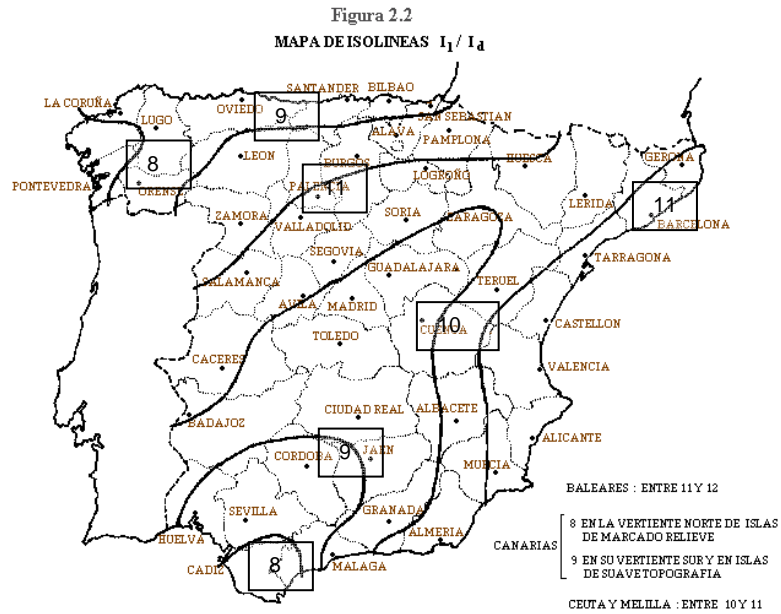 Figura 2.2
MAPA DE ISOLINEAS I1 / Id
SANTANDER BILBAO
LA CORUÑA
OVIEDO
9
SAN SEBASTIAN
LUGO
ALAVA
PAMPLONA
8
LEON
BURGOS
LOGROÑO
HUESCA
GERONA
PONTEVEDRA
ORENSE
PALENCIA
1
LERIDA
11
ZAMORA
VALLADOLID
SORIA
ZARAGOZA
BARCELONA
SEGOVIA
TARRAGONA
SALAMANCA
GUADALAJARA
TERUEL
AVILA
MADRID
10
CUENCA
CASTELLON
TOLEDO
CACERES
VALENCIA
BADAJOZ
CIUDAD REAL
ALBACETE
ALICANTE
CORDOBA
9
JAEN
MURCIA
BALEARES : ENTRE 11 Y 12
SEVILLA
GRANADA
8 EN LA VERTIENTE NORTE DE ISLAS
DE MARCADO RELIEVE
HUELVA
ALMERIA
CANARIAS
CADIZ
8
MALAGA
9 EN SU VERTIENTE SUR Y EN ISLAS
DE SUAVE TOPOGRAFIA
CEUTA Y MELILLA : ENTRE 10 Y 11